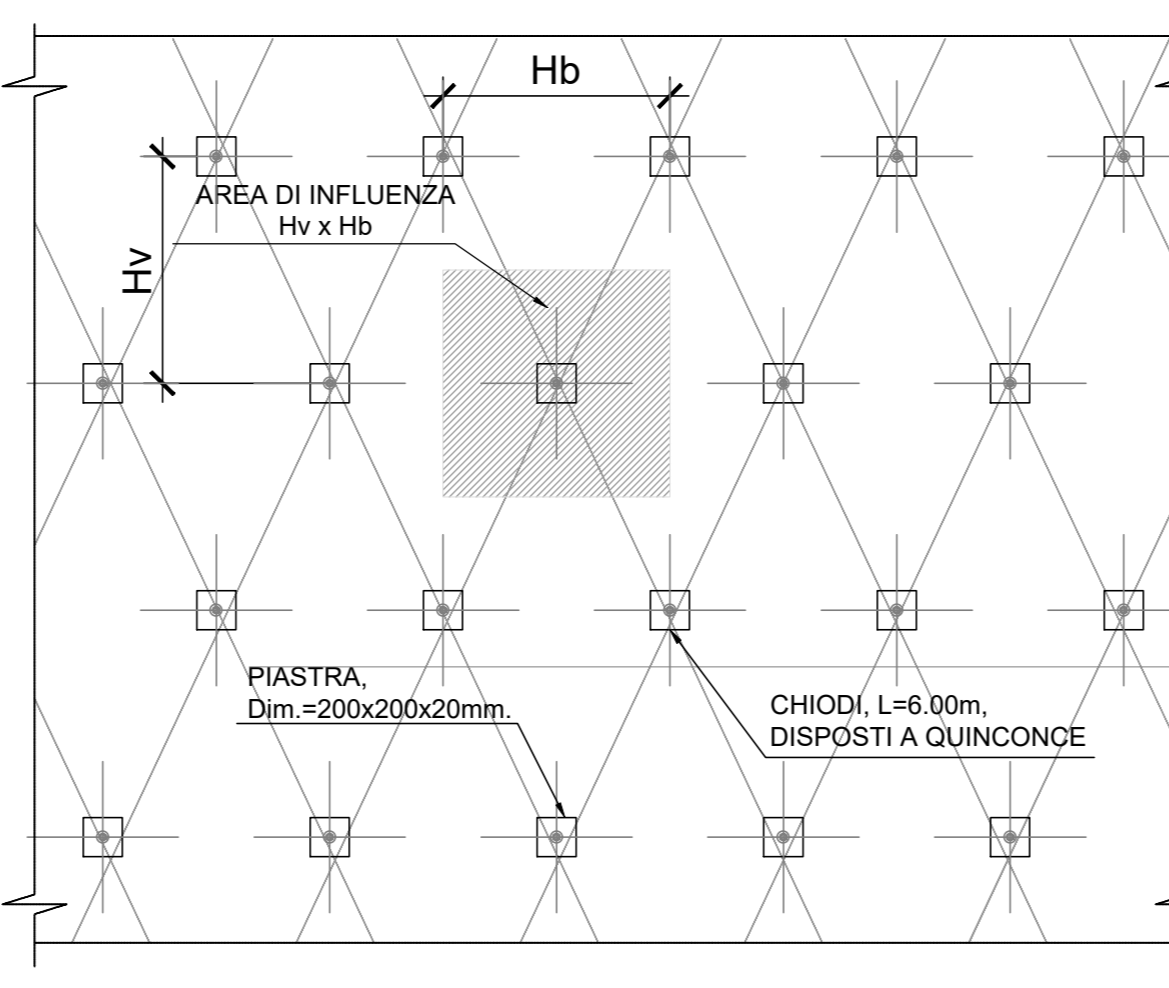 Hb
AREA DI INFLUENZA
Hv x Hb
Hv
PIASTRA,
Dim.=200x200x20mm.
CHIODI, L=6.00m,
DISPOSTI A QUINCONCE